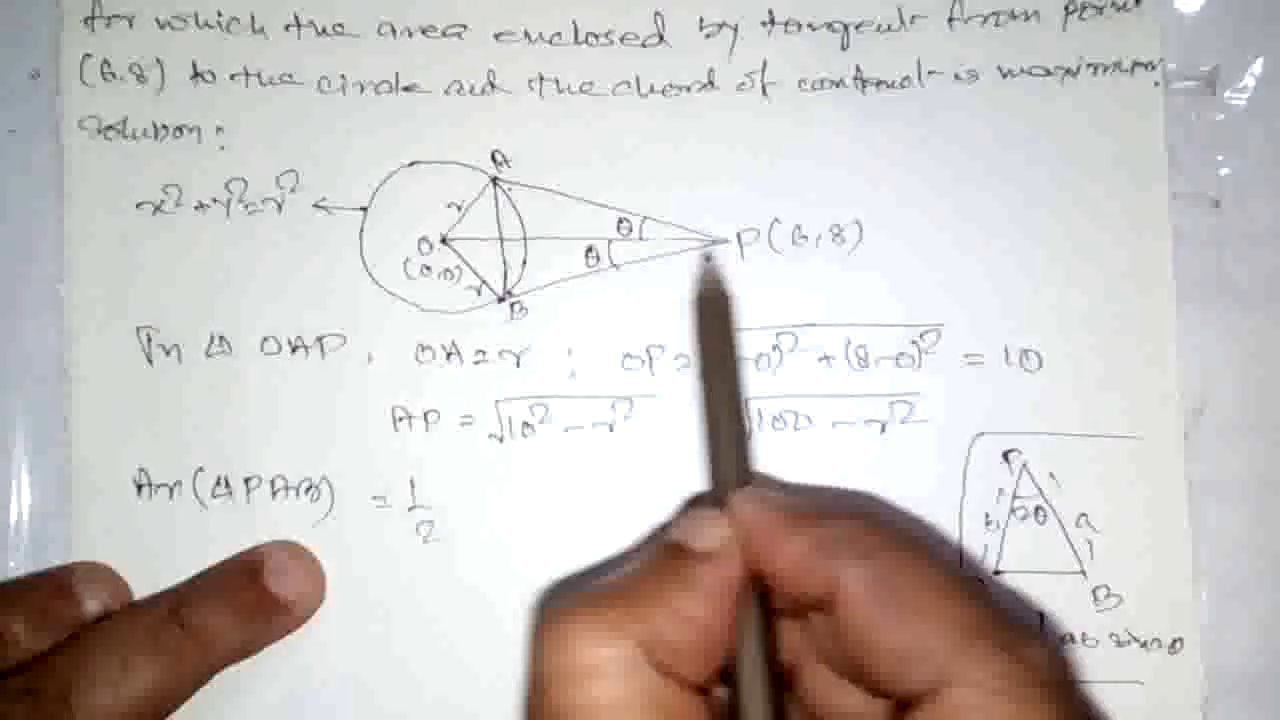 for which the area enclosed by tangent from point
(6,8) to the circle and the chord of contact is maximum.
Solution:
x² + y² = r²
A
r
θ
O
(0,0)
θ
P(6,8)
r
B
In Δ OAP, OA = r ; OP = -0)² + (8-0)² = 10
AP = √10² - r² √100 - r²
Ar(ΔPAB) = 1/2
P
2θ
b
a
B
ab sin2θ